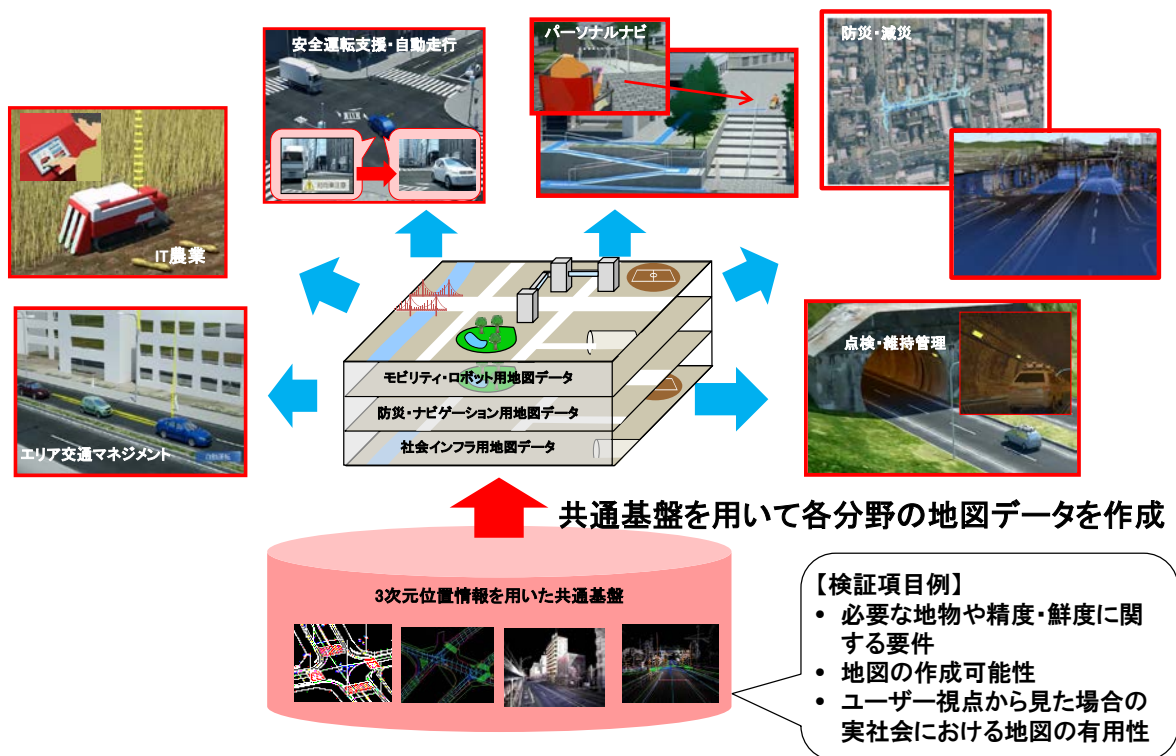 安全運転支援・自動走行
パーソナルナビ
防災・減災
対向車注意
IT農業
点検・維持管理
エリア交通マネジメント
自動運転
モビリティ・ロボット用地図データ
防災・ナビゲーション用地図データ
社会インフラ用地図データ
共通基盤を用いて各分野の地図データを作成
3次元位置情報を用いた共通基盤
【検証項目例】
• 必要な地物や精度・鮮度に関
する要件
• 地図の作成可能性
• ユーザー視点から見た場合の
実社会における地図の有用性